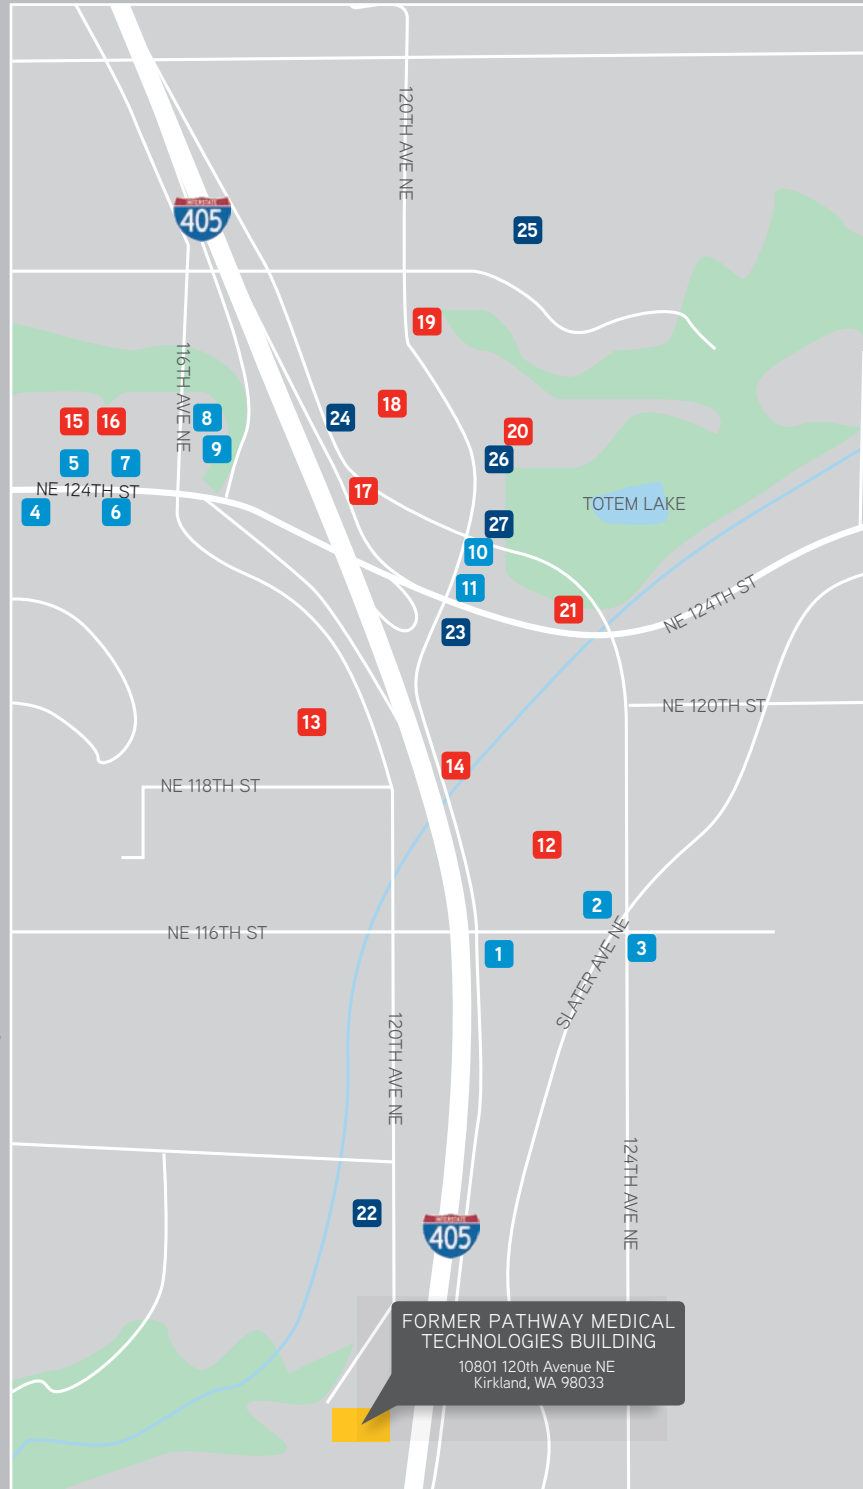 120TH AVE NE
INTERSTATE
405
25
19
116TH AVE NE
18
8
24
15
16
20
9
26
5
7
17
NE 124TH ST
TOTEM LAKE
4
6
27
10
11
NE 124TH ST
21
23
NE 120TH ST
13
14
NE 118TH ST
12
2
NE 116TH ST
3
1
SLATER AVE NE
120TH AVE NE
124TH AVE NE
22
INTERSTATE
405
FORMER PATHWAY MEDICAL
TECHNOLOGIES BUILDING
10801 120th Avenue NE
Kirkland, WA 98033